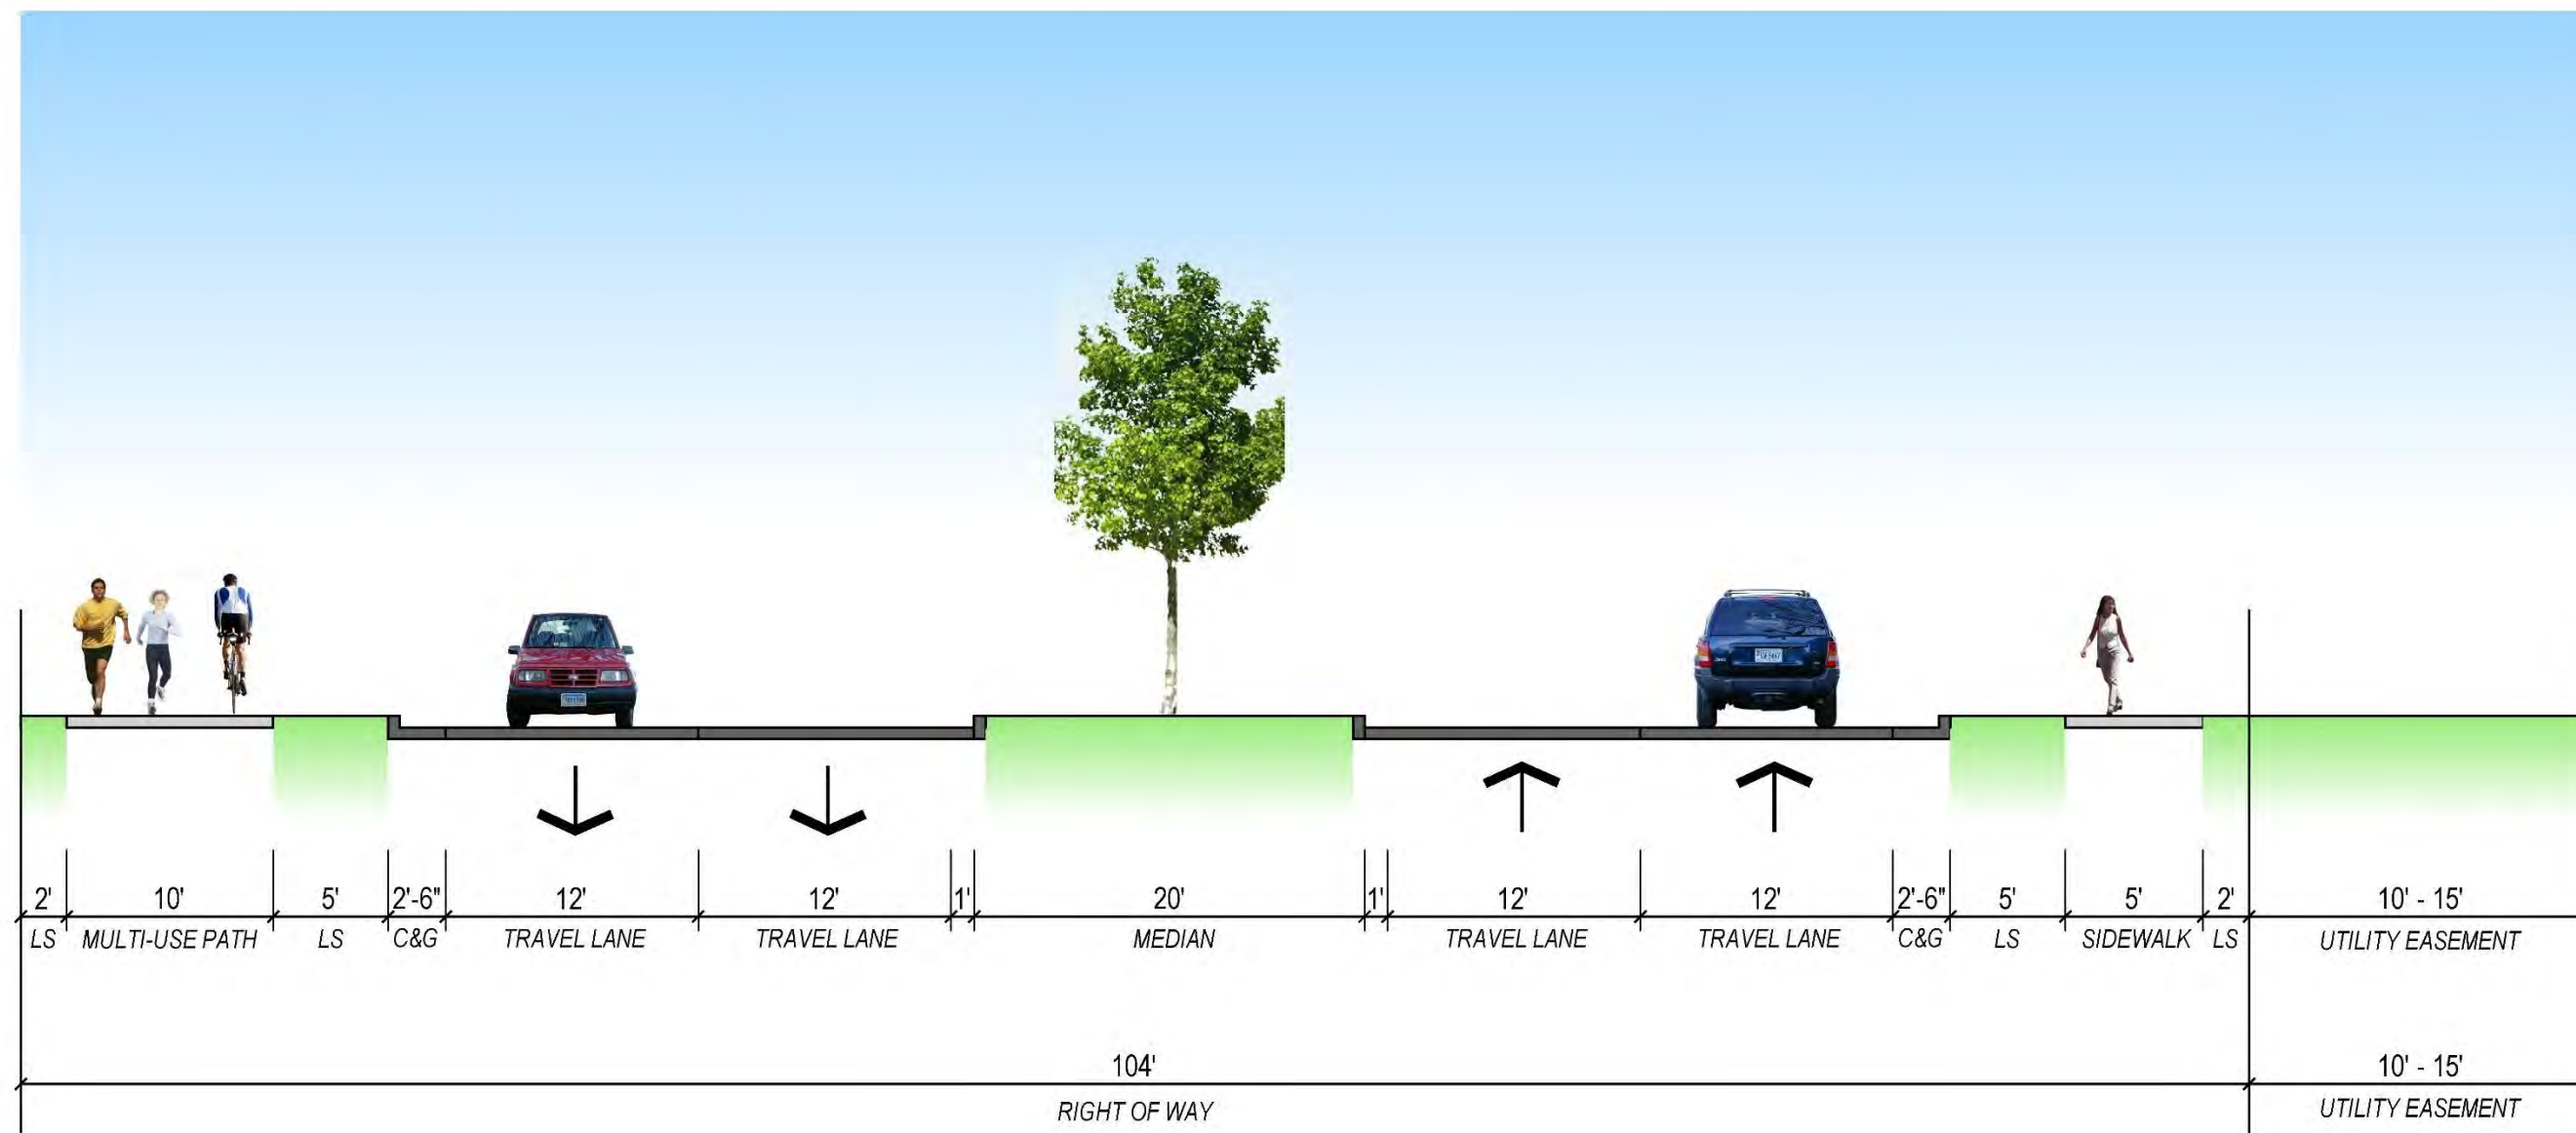 2' 10' 5' 2'-6" 12' 12' 1' 20' 1' 12' 12' 2'-6" 5' 5' 2' 10' - 15'
LS MULTI-USE PATH LS C&G TRAVEL LANE TRAVEL LANE MEDIAN TRAVEL LANE TRAVEL LANE C&G LS SIDEWALK LS UTILITY EASEMENT
104' 10' - 15'
RIGHT OF WAY UTILITY EASEMENT